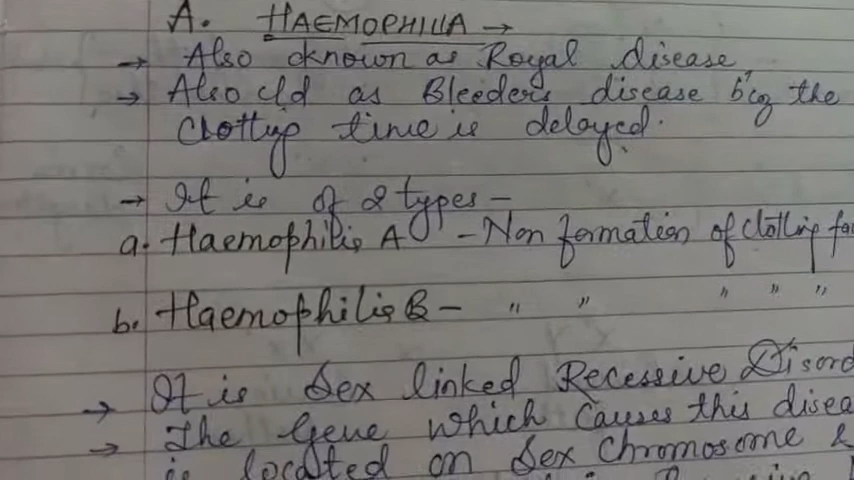 A. HAEMOPHILIA →
→ Also oknown as Royal disease
→ Also cld as Bleeder's disease bcoz the
Clotting time is delayed.
→ It is of 2 types –
a. Haemophilia A – Non formation of clotting fa
b. Haemophilia B – " " " " "
→ It is Sex linked Recessive Disord
→ The Gene which causes this disea
is located on Sex Chromosome &